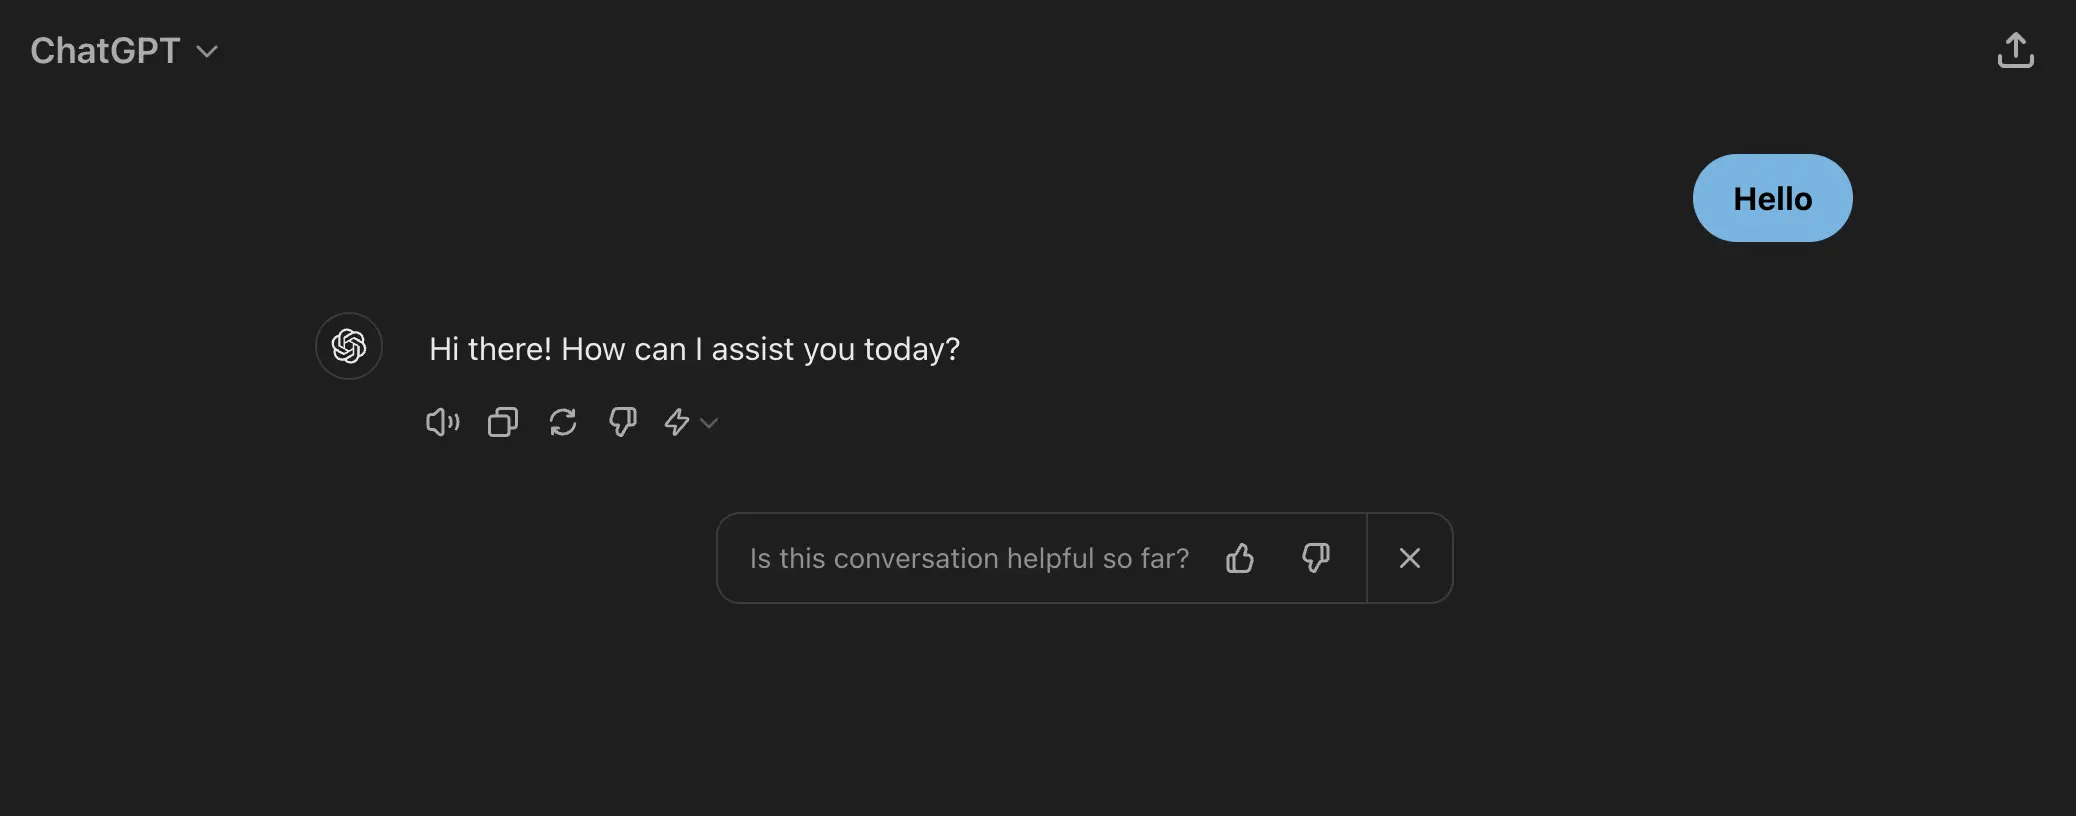 ChatGPT
Hello
Hi there! How can I assist you today?
Is this conversation helpful so far?